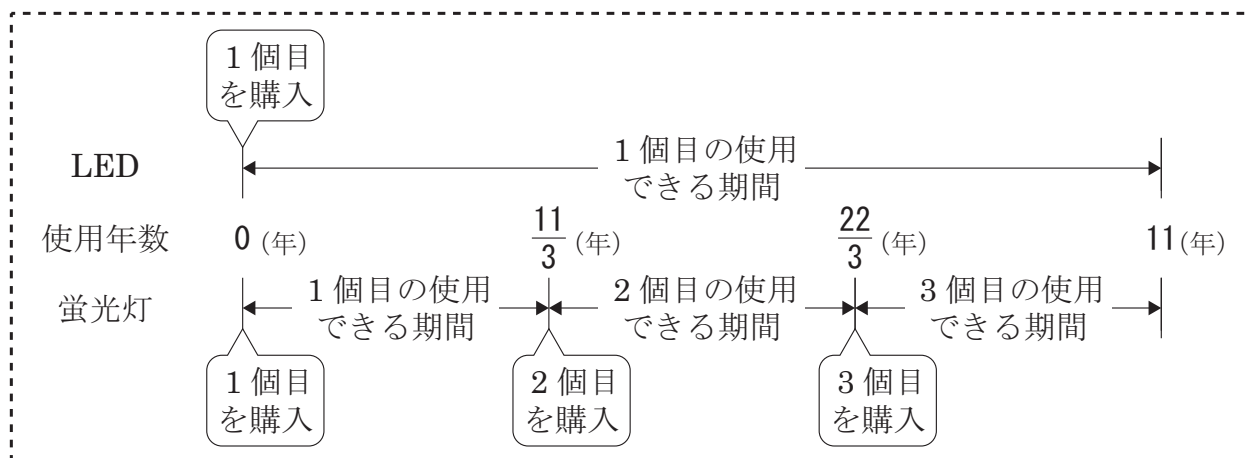 1 個目
を購入
LED
1 個目の使用
できる期間
使用年数
0 (年)
11/3 (年)
22/3 (年)
11(年)
蛍光灯
1 個目の使用
できる期間
2 個目の使用
できる期間
3 個目の使用
できる期間
1 個目
を購入
2 個目
を購入
3 個目
を購入